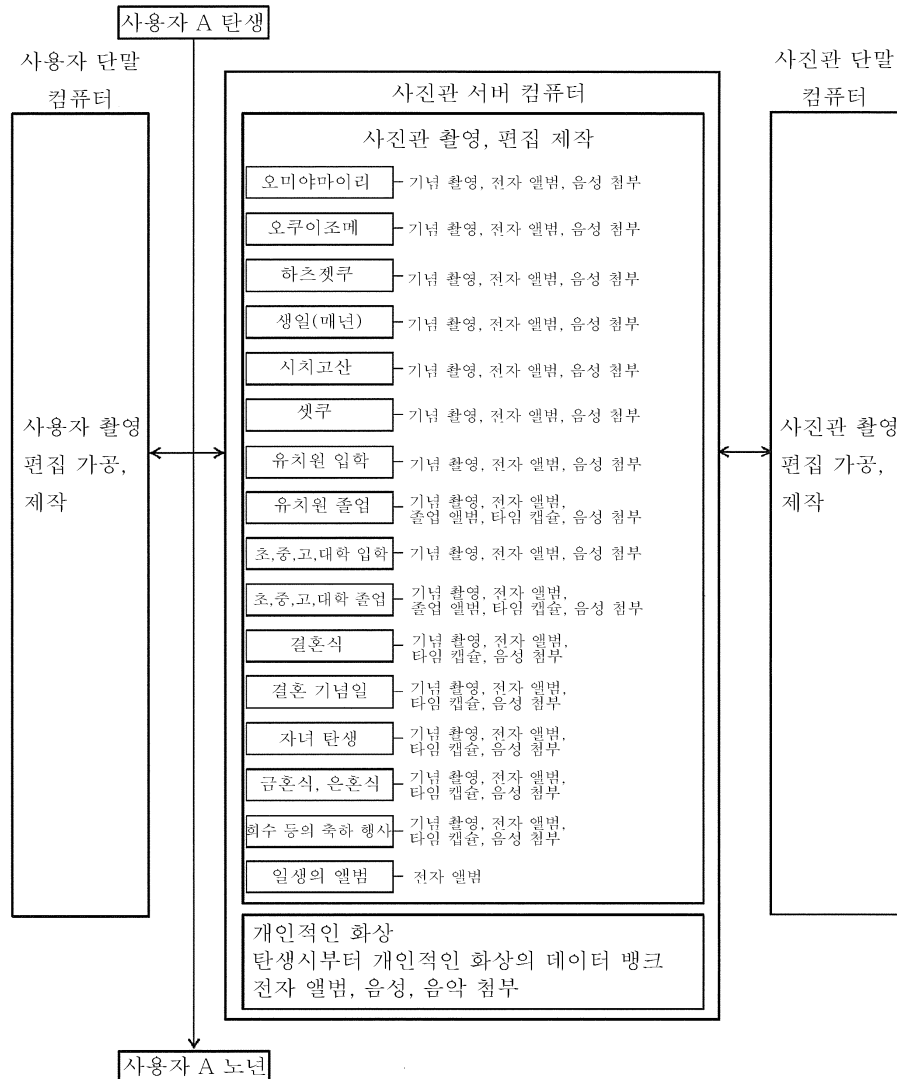 사용자 A 탄생
사용자 단말
컴퓨터
사용자 촬영
편집 가공,
제작
사진관 서버 컴퓨터
사진관 촬영, 편집 제작
오미야마이리 기념 촬영, 전자 앨범, 음성 첨부
오쿠이조메 기념 촬영, 전자 앨범, 음성 첨부
하츠젯쿠 기념 촬영, 전자 앨범, 음성 첨부
생일(매년) 기념 촬영, 전자 앨범, 음성 첨부
시치고산 기념 촬영, 전자 앨범, 음성 첨부
셋쿠 기념 촬영, 전자 앨범, 음성 첨부
유치원 입학 기념 촬영, 전자 앨범, 음성 첨부
유치원 졸업 기념 촬영, 전자 앨범,
졸업 앨범, 타임 캡슐, 음성 첨부
초,중,고,대학 입학 기념 촬영, 전자 앨범, 음성 첨부
초,중,고,대학 졸업 기념 촬영, 전자 앨범,
졸업 앨범, 타임 캡슐, 음성 첨부
결혼식 기념 촬영, 전자 앨범,
타임 캡슐, 음성 첨부
결혼 기념일 기념 촬영, 전자 앨범,
타임 캡슐, 음성 첨부
자녀 탄생 기념 촬영, 전자 앨범,
타임 캡슐, 음성 첨부
금혼식, 은혼식 기념 촬영, 전자 앨범,
타임 캡슐, 음성 첨부
희수 등의 축하 행사 기념 촬영, 전자 앨범,
타임 캡슐, 음성 첨부
일생의 앨범 전자 앨범
개인적인 화상
탄생시부터 개인적인 화상의 데이터 뱅크
전자 앨범, 음성, 음악 첨부
사진관 단말
컴퓨터
사진관 촬영
편집 가공,
제작
사용자 A 노년